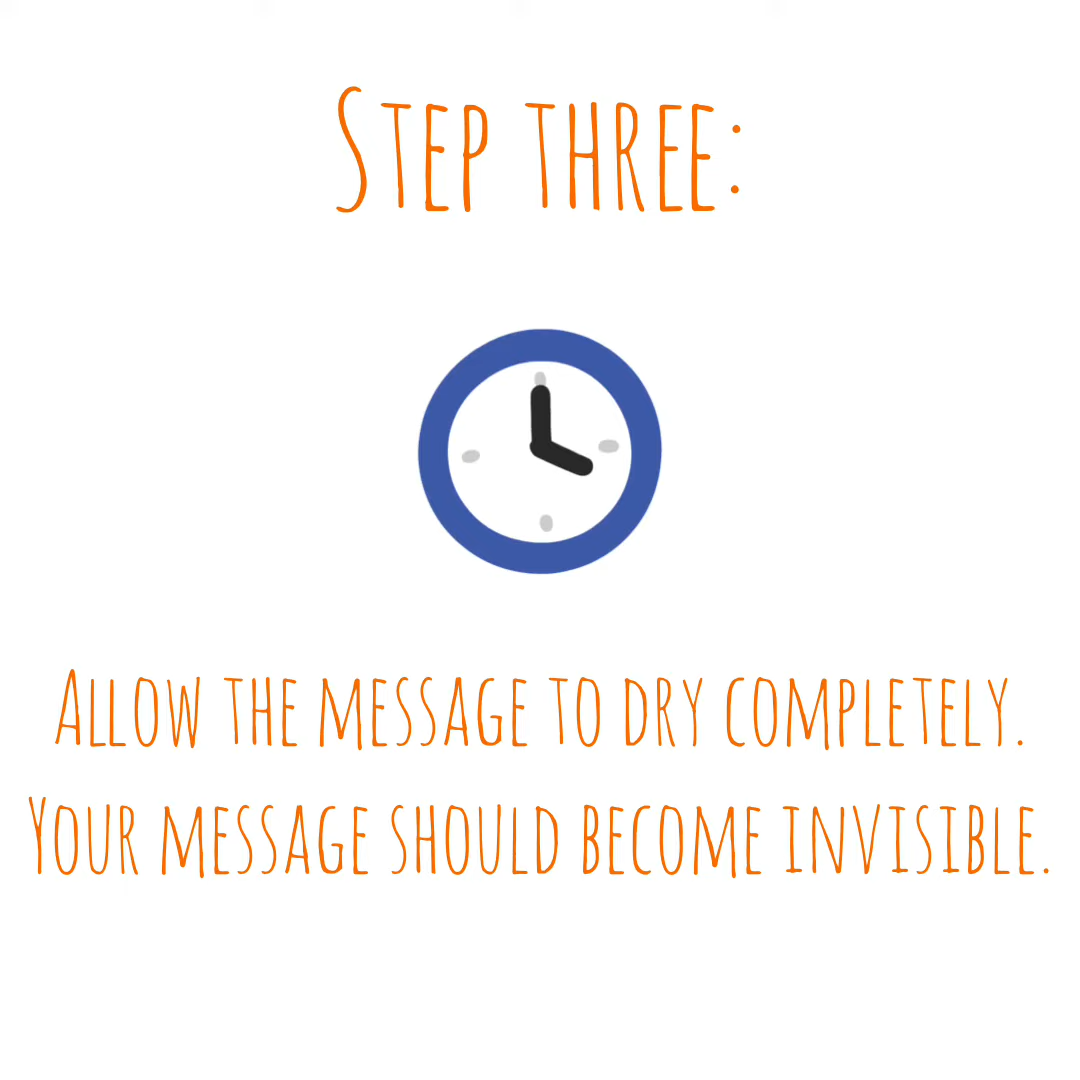 Step three:
Allow the message to dry completely.
Your message should become invisible.